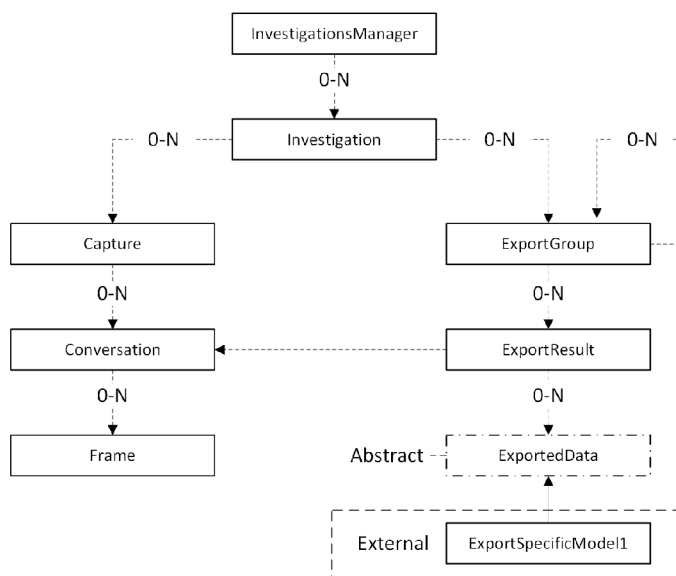 InvestigationsManager
0-N
Investigation
0-N
0-N
0-N
Capture
ExportGroup
0-N
0-N
Conversation
ExportResult
0-N
0-N
Frame
Abstract
ExportedData
External
ExportSpecificModel1